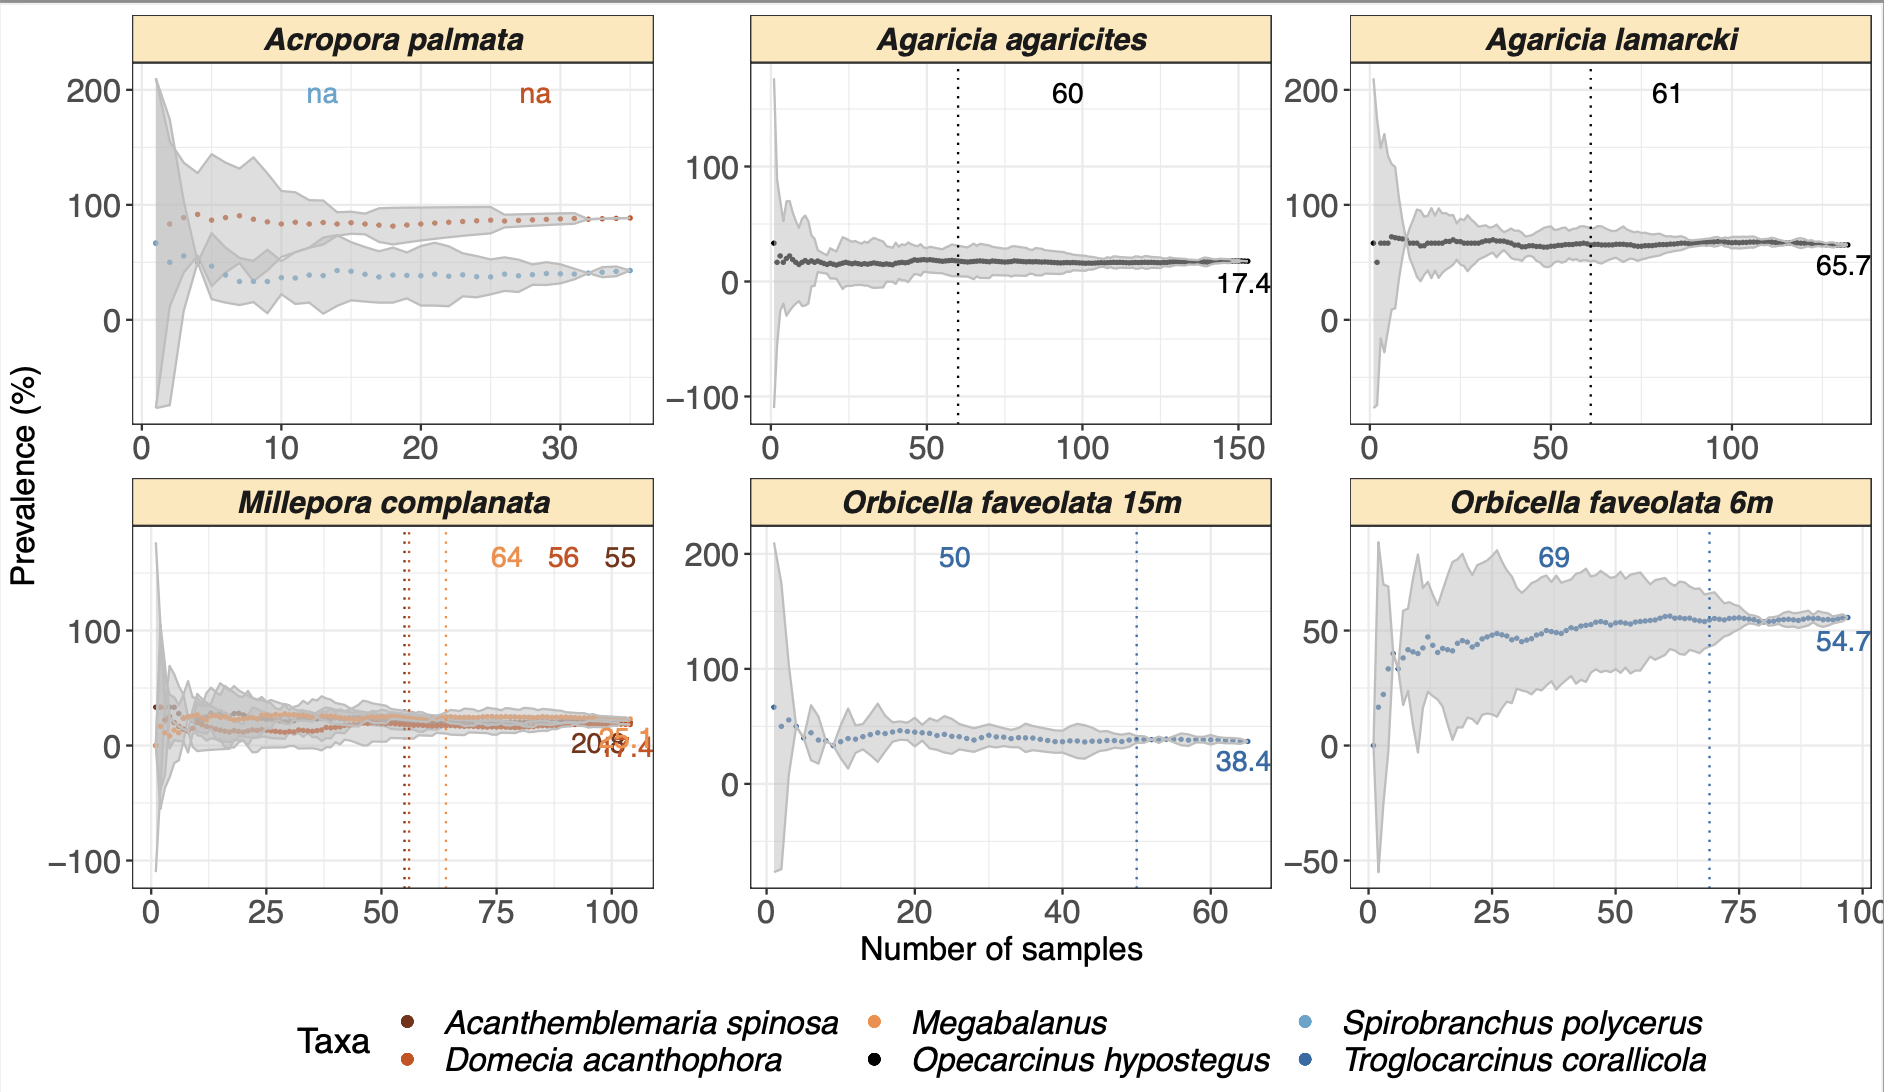 Acropora palmata
Agaricia agaricites
Agaricia lamarcki
200
100
0
na
na
0 10 20 30
100
0
−100
60
17.4
0 50 100 150
200
100
0
61
65.7
0 50 100
Prevalence (%)
Millepora complanata
Orbicella faveolata 15m
Orbicella faveolata 6m
100
0
−100
64 56 55
25.1
17.4
0 25 50 75 100
200
100
0
50
38.4
0 20 40 60
50
0
−50
69
54.7
0 25 50 75 100
Number of samples
Taxa
Acanthemblemaria spinosa
Megabalanus
Spirobranchus polycerus
Domecia acanthophora
Opecarcinus hypostegus
Troglocarcinus corallicola